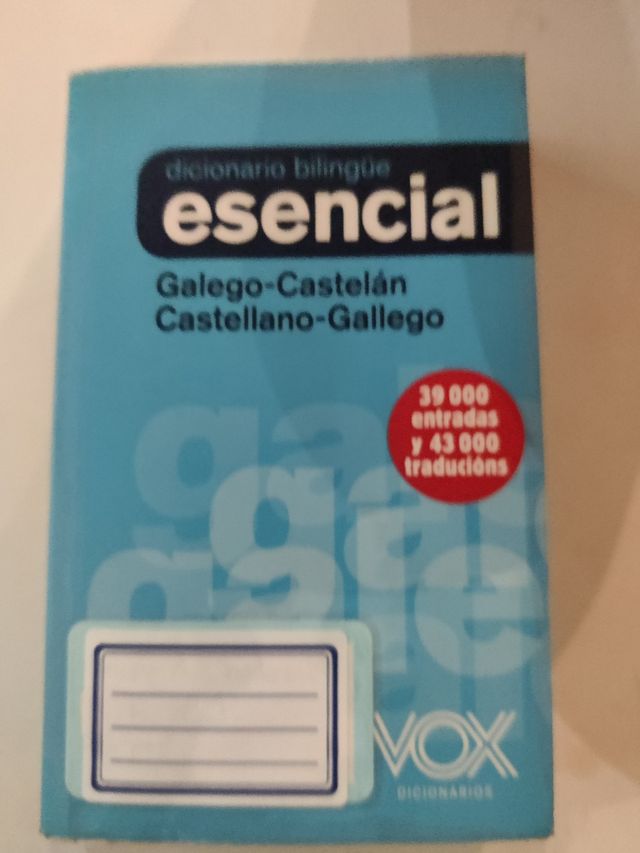 dicionario bilingüe
esencial
Galego-Castelán
Castellano-Gallego
39 000
entradas
y 43 000
traducións
VOX
DICIONARIOS